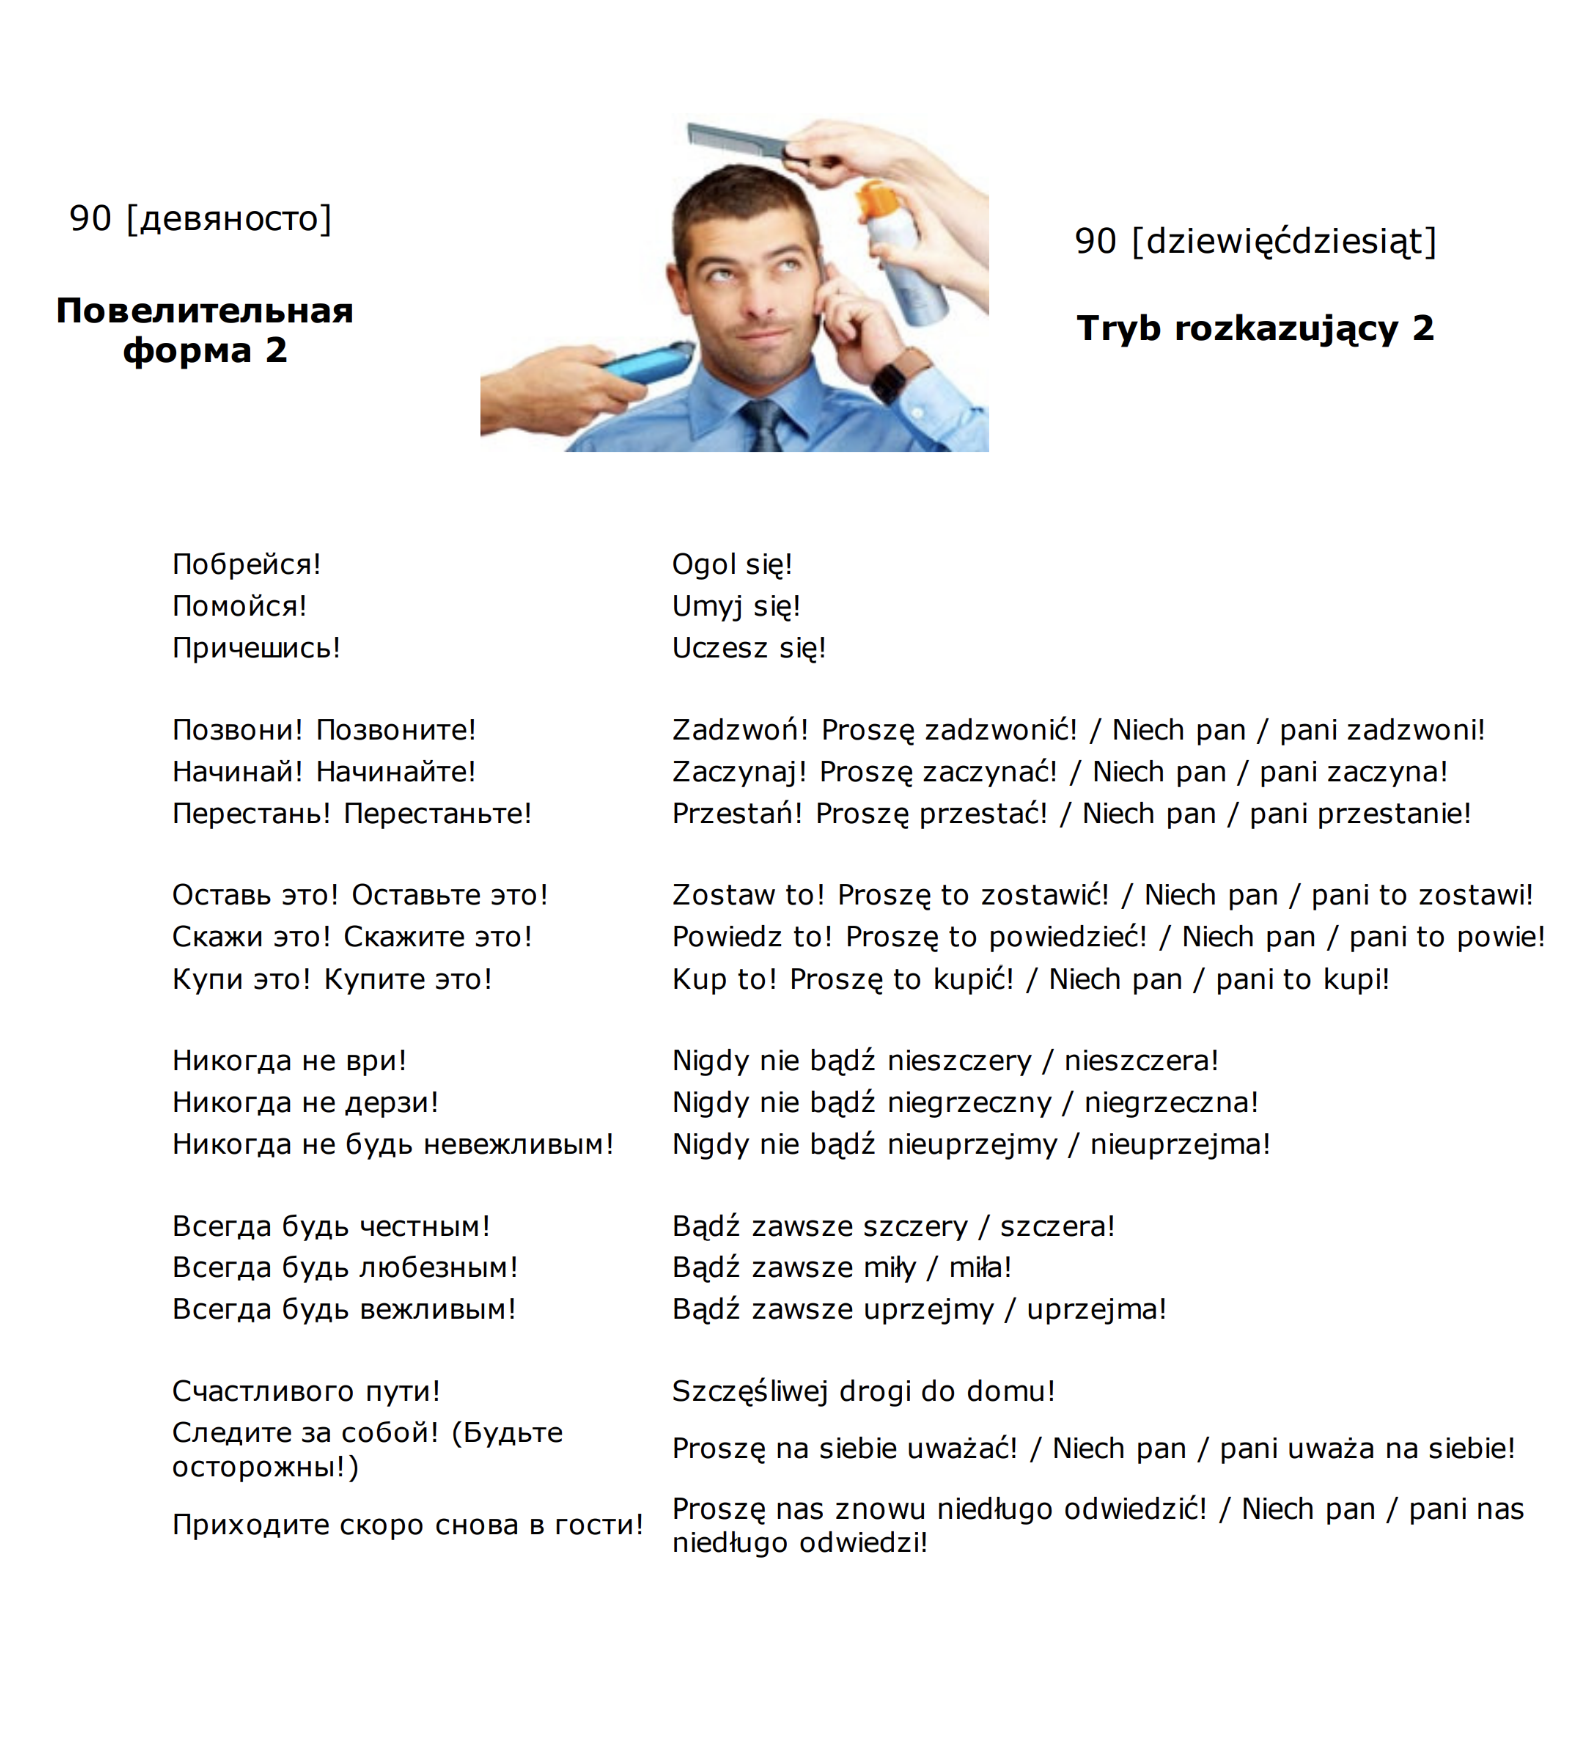 90 [девяносто]
Повелительная
форма 2
90 [dziewięćdziesiąt]
Tryb rozkazujący 2
Побрейся! Ogol się!
Помойся! Umyj się!
Причешись! Uczesz się!
Позвони! Позвоните! Zadzwoń! Proszę zadzwonić! / Niech pan / pani zadzwoni!
Начинай! Начинайте! Zaczynaj! Proszę zaczynać! / Niech pan / pani zaczyna!
Перестань! Перестаньте! Przestań! Proszę przestać! / Niech pan / pani przestanie!
Оставь это! Оставьте это! Zostaw to! Proszę to zostawić! / Niech pan / pani to zostawi!
Скажи это! Скажите это! Powiedz to! Proszę to powiedzieć! / Niech pan / pani to powie!
Купи это! Купите это! Kup to! Proszę to kupić! / Niech pan / pani to kupi!
Никогда не ври! Nigdy nie bądź nieszczery / nieszczera!
Никогда не дерзи! Nigdy nie bądź niegrzeczny / niegrzeczna!
Никогда не будь невежливым! Nigdy nie bądź nieuprzejmy / nieuprzejma!
Всегда будь честным! Bądź zawsze szczery / szczera!
Всегда будь любезным! Bądź zawsze miły / miła!
Всегда будь вежливым! Bądź zawsze uprzejmy / uprzejma!
Счастливого пути! Szczęśliwej drogi do domu!
Следите за собой! (Будьте
осторожны!)
Proszę na siebie uważać! / Niech pan / pani uważa na siebie!
Приходите скоро снова в гости!
Proszę nas znowu niedługo odwiedzić! / Niech pan / pani nas
niedługo odwiedzi!